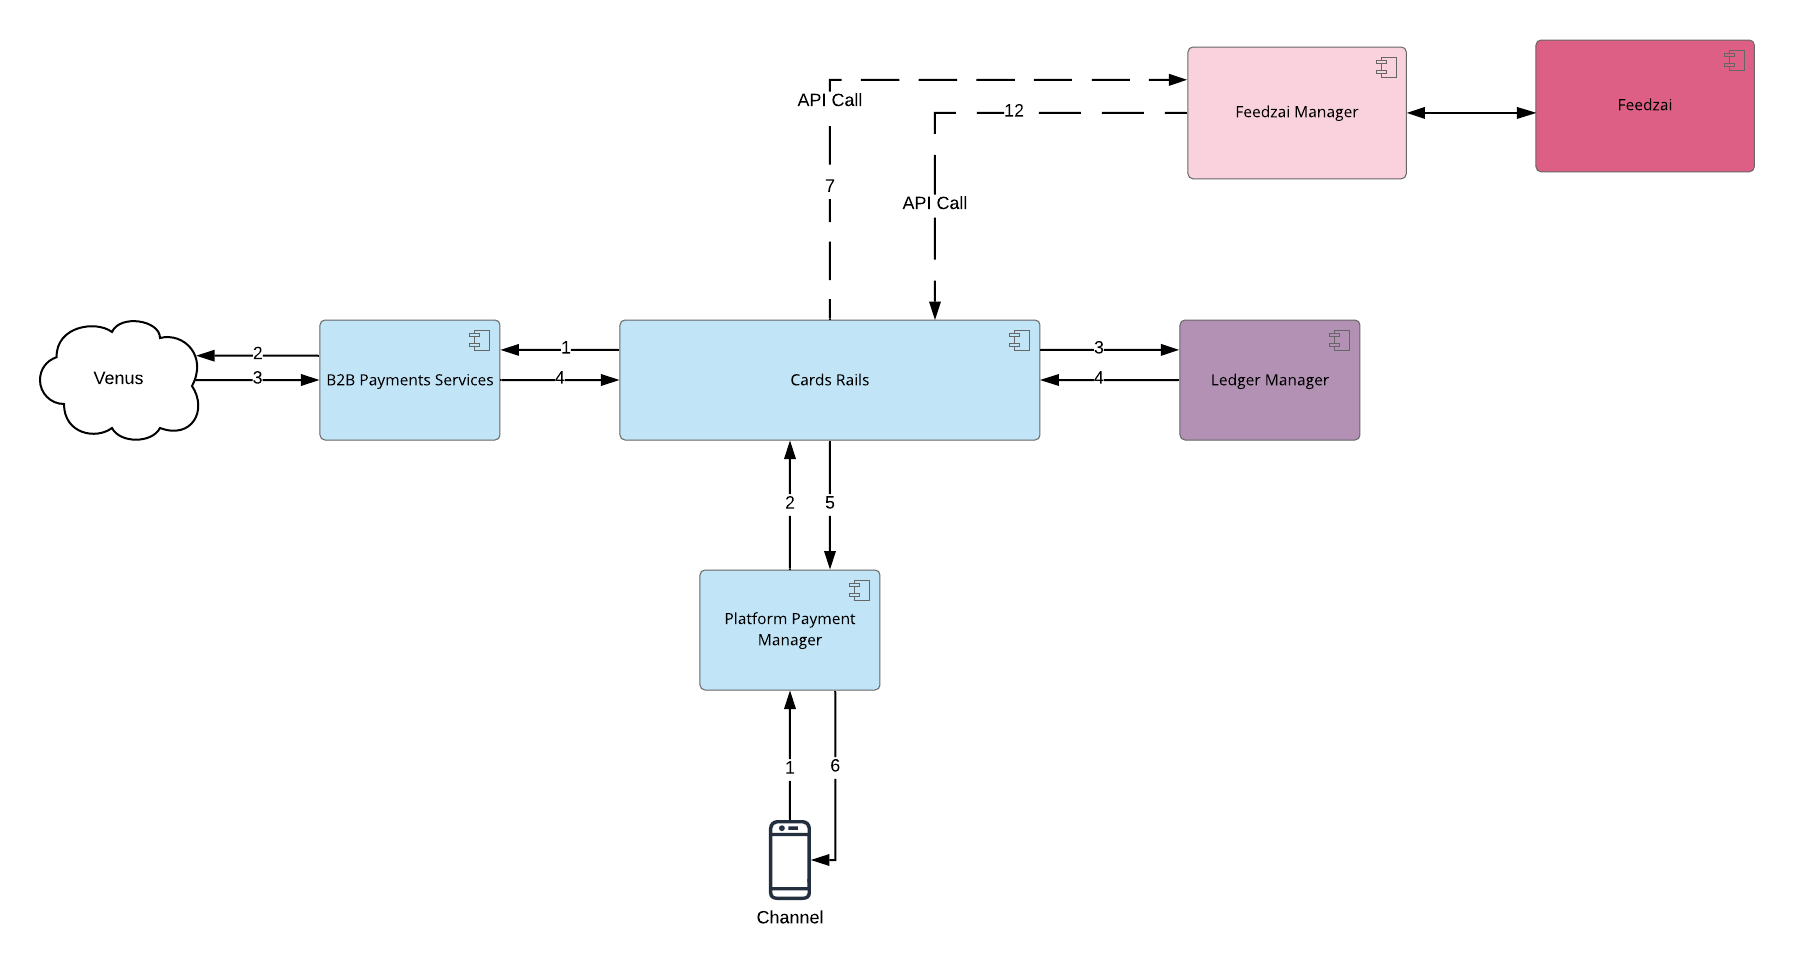 API Call
12
Feedzai Manager
Feedzai
7
API Call
Venus
2
3
B2B Payments Services
1
4
Cards Rails
3
4
Ledger Manager
2
5
Platform Payment
Manager
1
6
Channel